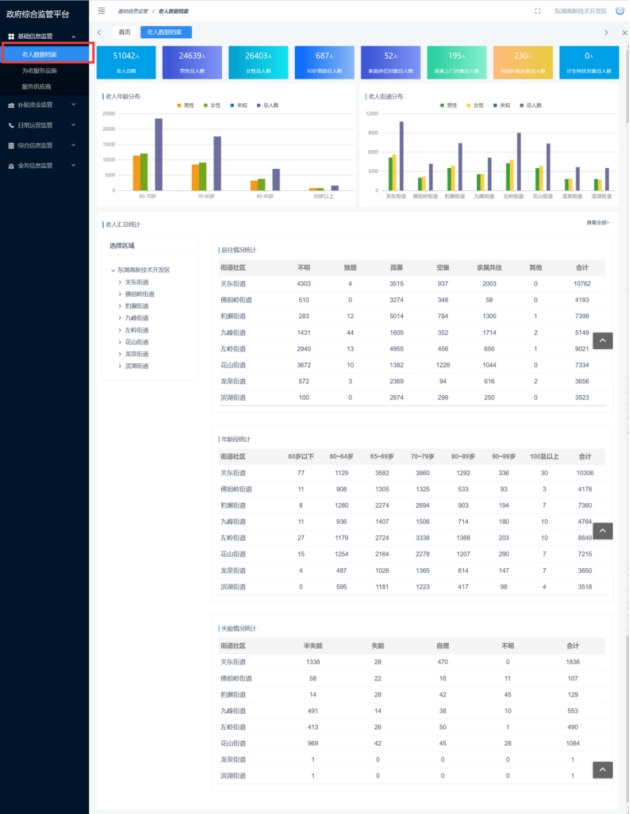 政府综合监管平台
基础信息监管 / 老人数据档案
东湖高新技术开发区
基础信息监管
老人数据档案
为老服务设施
服务供应商
补贴资金监管
日常运营监管
综合信息监管
业务信息监管
首页 老人数据档案
51042人 24639人 26403人 687人 52人 195人 230人 0人
老人总数 男性总人数 女性总人数 90岁高龄总人数 家庭床位对象总人数 居家上门对象总人数
老人年龄分布
男性 女性 未知 总人数
25000
20000
15000
10000
5000
0
60-70岁 70-80岁 80-90岁 90岁以上
老人街道分布
男性 女性 未知 总人数
12000
9000
6000
3000
0
关东街道 佛祖岭街道 豹澥街道 九峰街道 左岭街道 花山街道 龙泉街道 滨湖街道
老人汇总统计 查看全部>
选择区域
东湖高新技术开发区
关东街道
佛祖岭街道
豹澥街道
九峰街道
左岭街道
花山街道
龙泉街道
滨湖街道
居住情况统计
街道社区 不明 独居 孤寡 空巢 亲属共住 其他 合计
关东街道 4303 4 3515 937 2003 0 10762
佛祖岭街道 510 0 3274 348 58 0 4193
豹澥街道 283 12 5014 784 1305 1 7399
九峰街道 1431 44 1605 352 1714 2 5149
左岭街道 2940 13 4955 456 656 1 9021
花山街道 3672 10 1382 1226 1044 0 7334
龙泉街道 572 3 2369 94 616 2 3656
滨湖街道 100 0 2874 299 250 0 3523
年龄段统计
街道社区 60岁以下 60~64岁 65~69岁 70~79岁 80~89岁 90~99岁 100及以上 合计
关东街道 77 1129 3582 3860 1292 336 30 10306
佛祖岭街道 11 908 1305 1325 533 93 3 4178
豹澥街道 8 1280 2274 2694 903 194 7 7360
九峰街道 11 936 1407 1506 714 180 10 4764
左岭街道 27 1179 2724 3338 1368 203 10 8849
花山街道 15 1254 2164 2278 1207 290 7 7215
龙泉街道 4 487 1026 1365 614 147 7 3650
滨湖街道 0 595 1181 1223 417 98 4 3518
失能情况统计
街道社区 半失能 失能 自理 不明 合计
关东街道 1338 28 470 0 1836
佛祖岭街道 58 22 16 11 107
豹澥街道 14 28 42 45 129
九峰街道 491 14 38 10 553
左岭街道 413 26 50 1 490
花山街道 969 42 45 28 1084
龙泉街道 1 0 0 0 1
滨湖街道 1 0 0 0 1